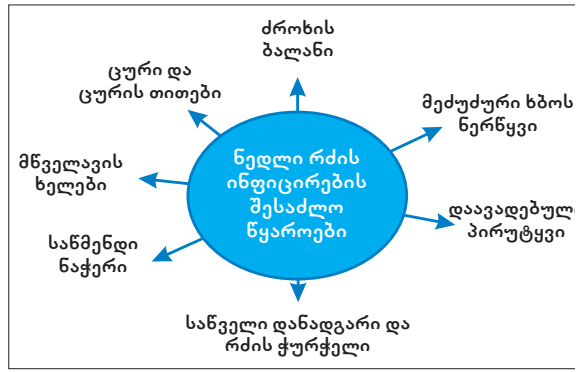 ძროხის
ბალანი
ცური და
ცურის თითები
მეძუძური ხბოს
ნერწყვი
მწველავის
ხელები
ნედლი რძის
ინფიცირების
შესაძლო
წყაროები
დაავადებული
პირუტყვი
საწმენდი
ნაჭერი
საწველი დანადგარი და
რძის ჭურჭელი